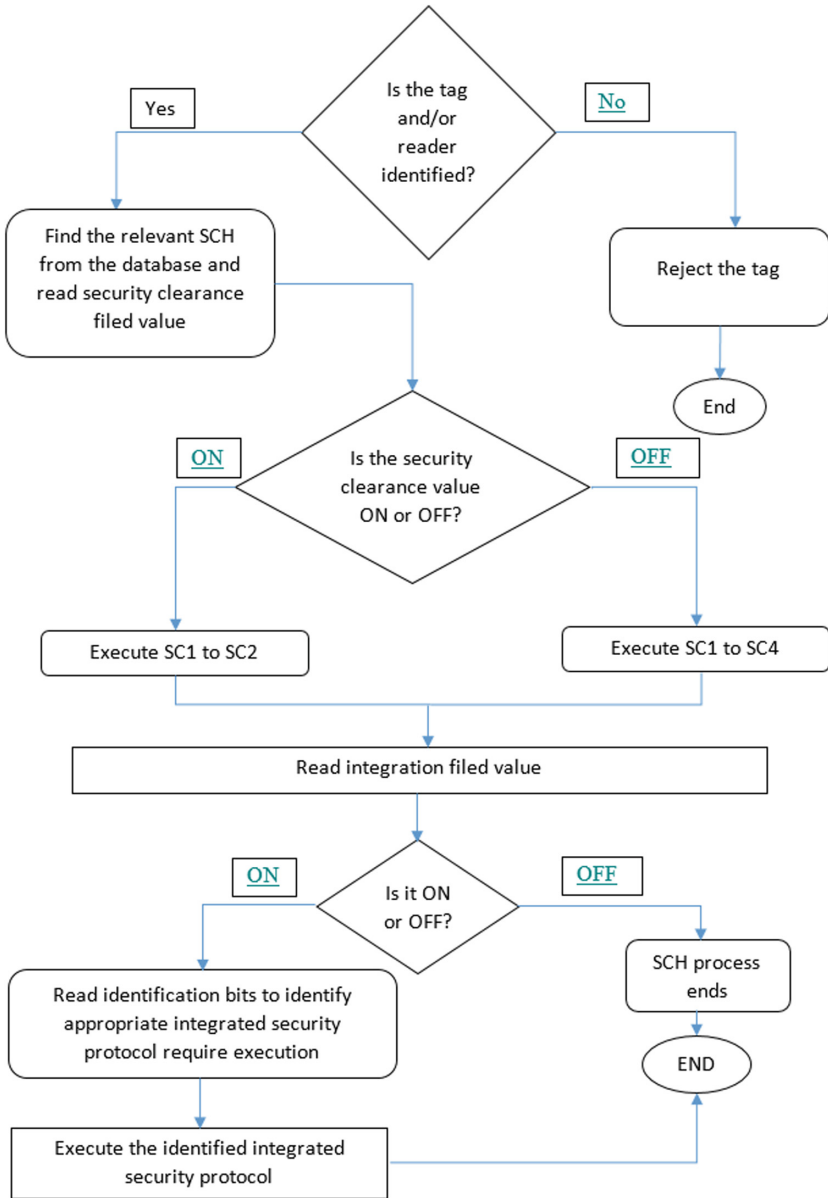 Is the tag
and/or
reader
identified?
Yes
No
Find the relevant SCH
from the database and
read security clearance
filed value
Reject the tag
End
Is the security
clearance value
ON or OFF?
ON
OFF
Execute SC1 to SC2
Execute SC1 to SC4
Read integration filed value
Is it ON
or OFF?
ON
OFF
Read identification bits to identify
appropriate integrated security
protocol require execution
SCH process
ends
END
Execute the identified integrated
security protocol